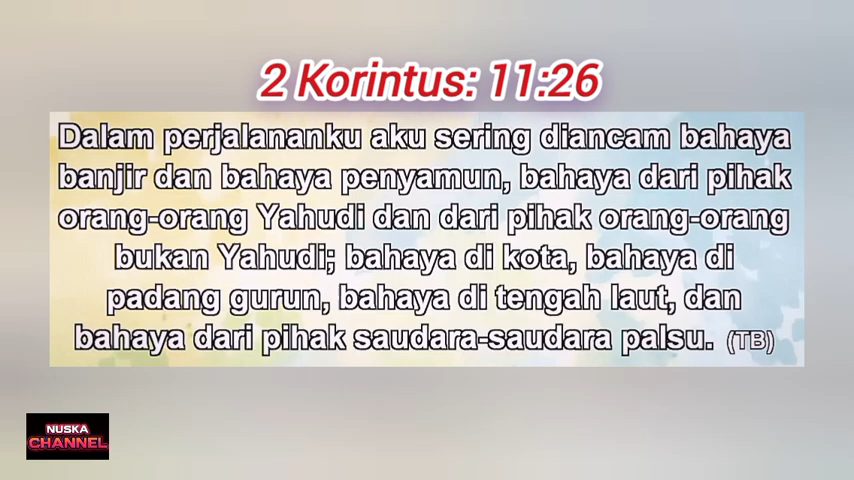 2 Korintus: 11:26
Dalam perjalananku aku sering diancam bahaya
banjir dan bahaya penyamun, bahaya dari pihak
orang-orang Yahudi dan dari pihak orang-orang
bukan Yahudi; bahaya di kota, bahaya di
padang gurun, bahaya di tengah laut, dan
bahaya dari pihak saudara-saudara palsu. (TB)
NUSKA
CHANNEL